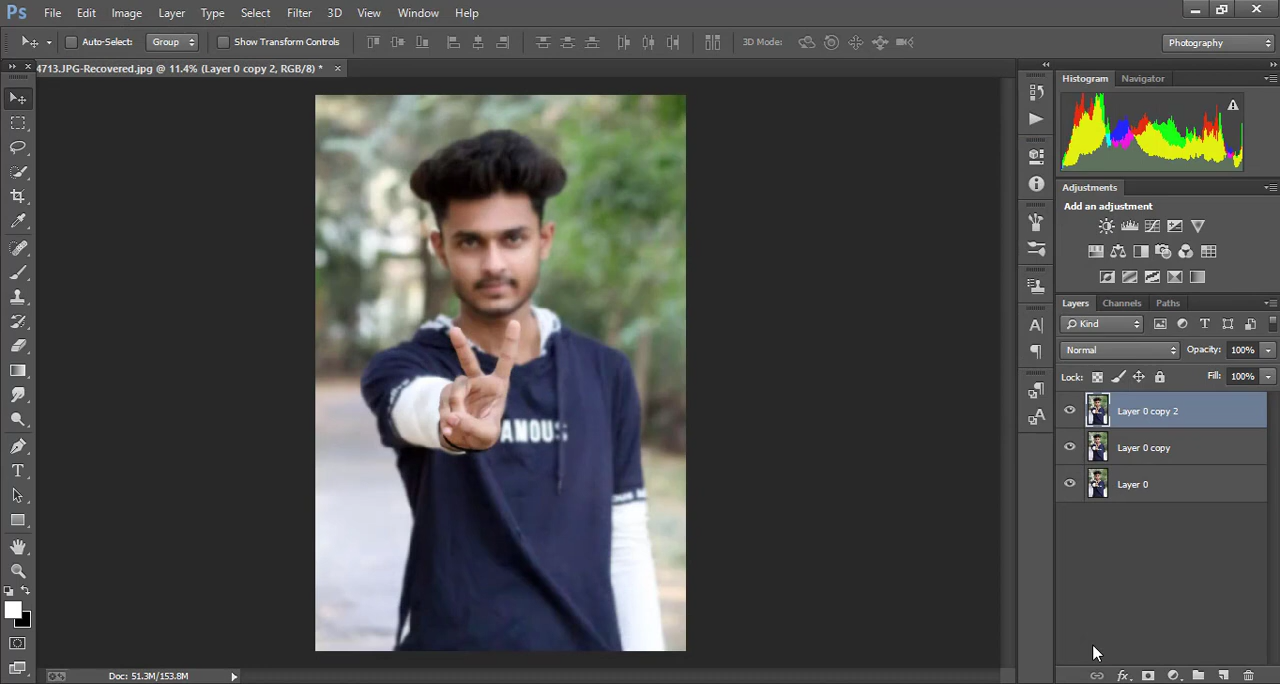 Ps File Edit Image Layer Type Select Filter 3D View Window Help
Auto-Select: Group Show Transform Controls 3D Mode: Photography
4713.JPG-Recovered.jpg @ 11.4% (Layer 0 copy 2, RGB/8) *
Histogram Navigator
Adjustments
Add an adjustment
Layers Channels Paths
Kind
Normal Opacity: 100%
Lock: Fill: 100%
Layer 0 copy 2
Layer 0 copy
Layer 0
FAMOUS
Doc: 51.3M/153.8M